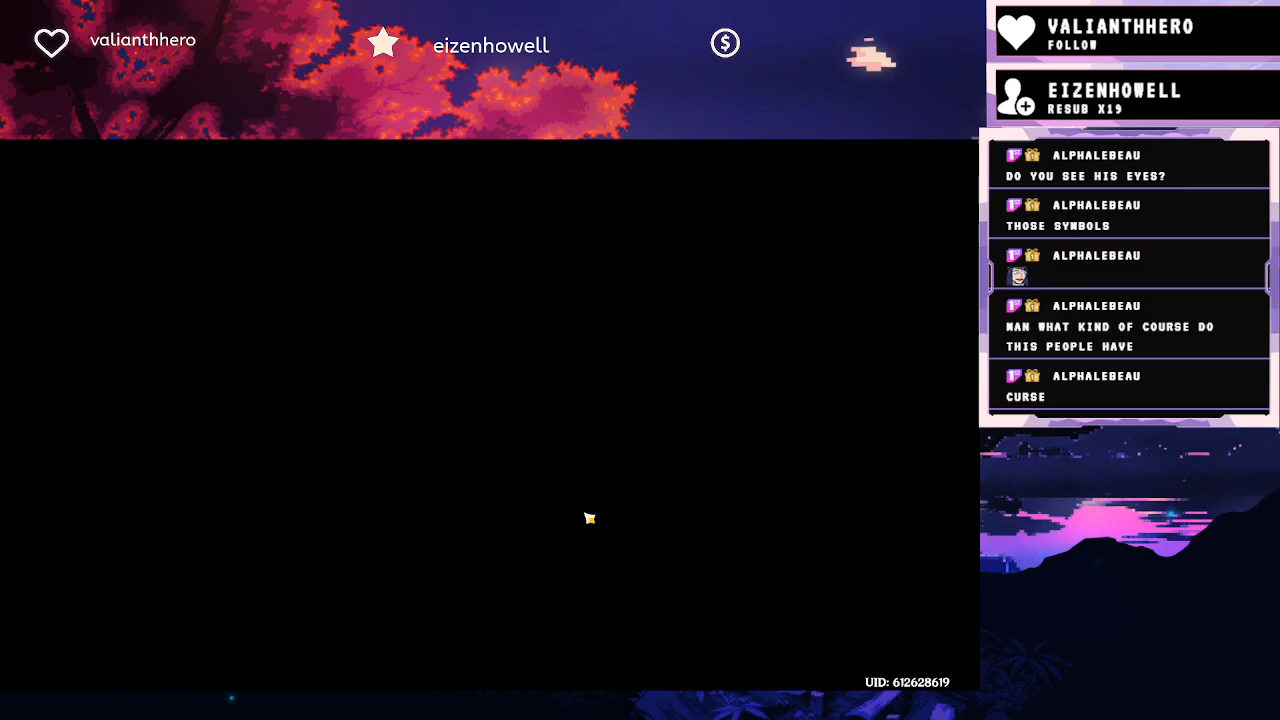 valianthhero
eizenhowell
VALIANTHHERO
FOLLOW
EIZENHOWELL
RESUB X19
ALPHALEBEAU
DO YOU SEE HIS EYES?
ALPHALEBEAU
THOSE SYMBOLS
ALPHALEBEAU
ALPHALEBEAU
MAN WHAT KIND OF COURSE DO
THIS PEOPLE HAVE
ALPHALEBEAU
CURSE
UID: 612628619